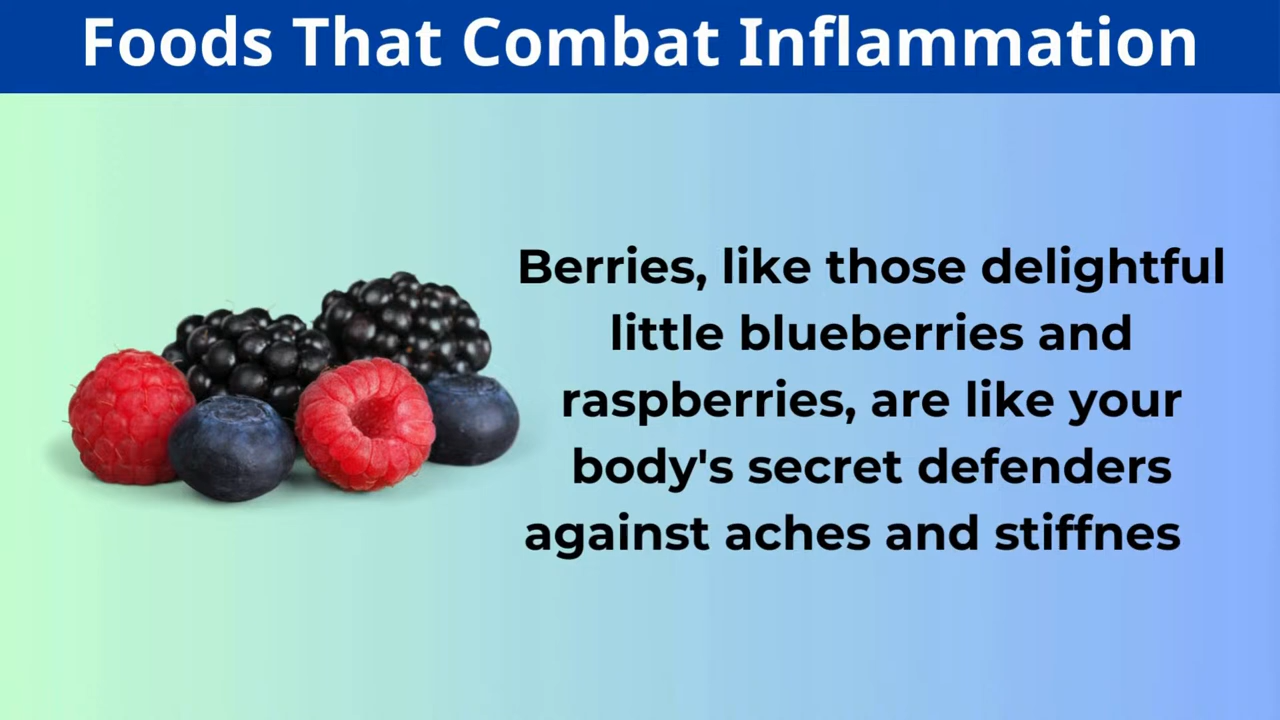 Foods That Combat Inflammation
Berries, like those delightful
little blueberries and
raspberries, are like your
body's secret defenders
against aches and stiffnes